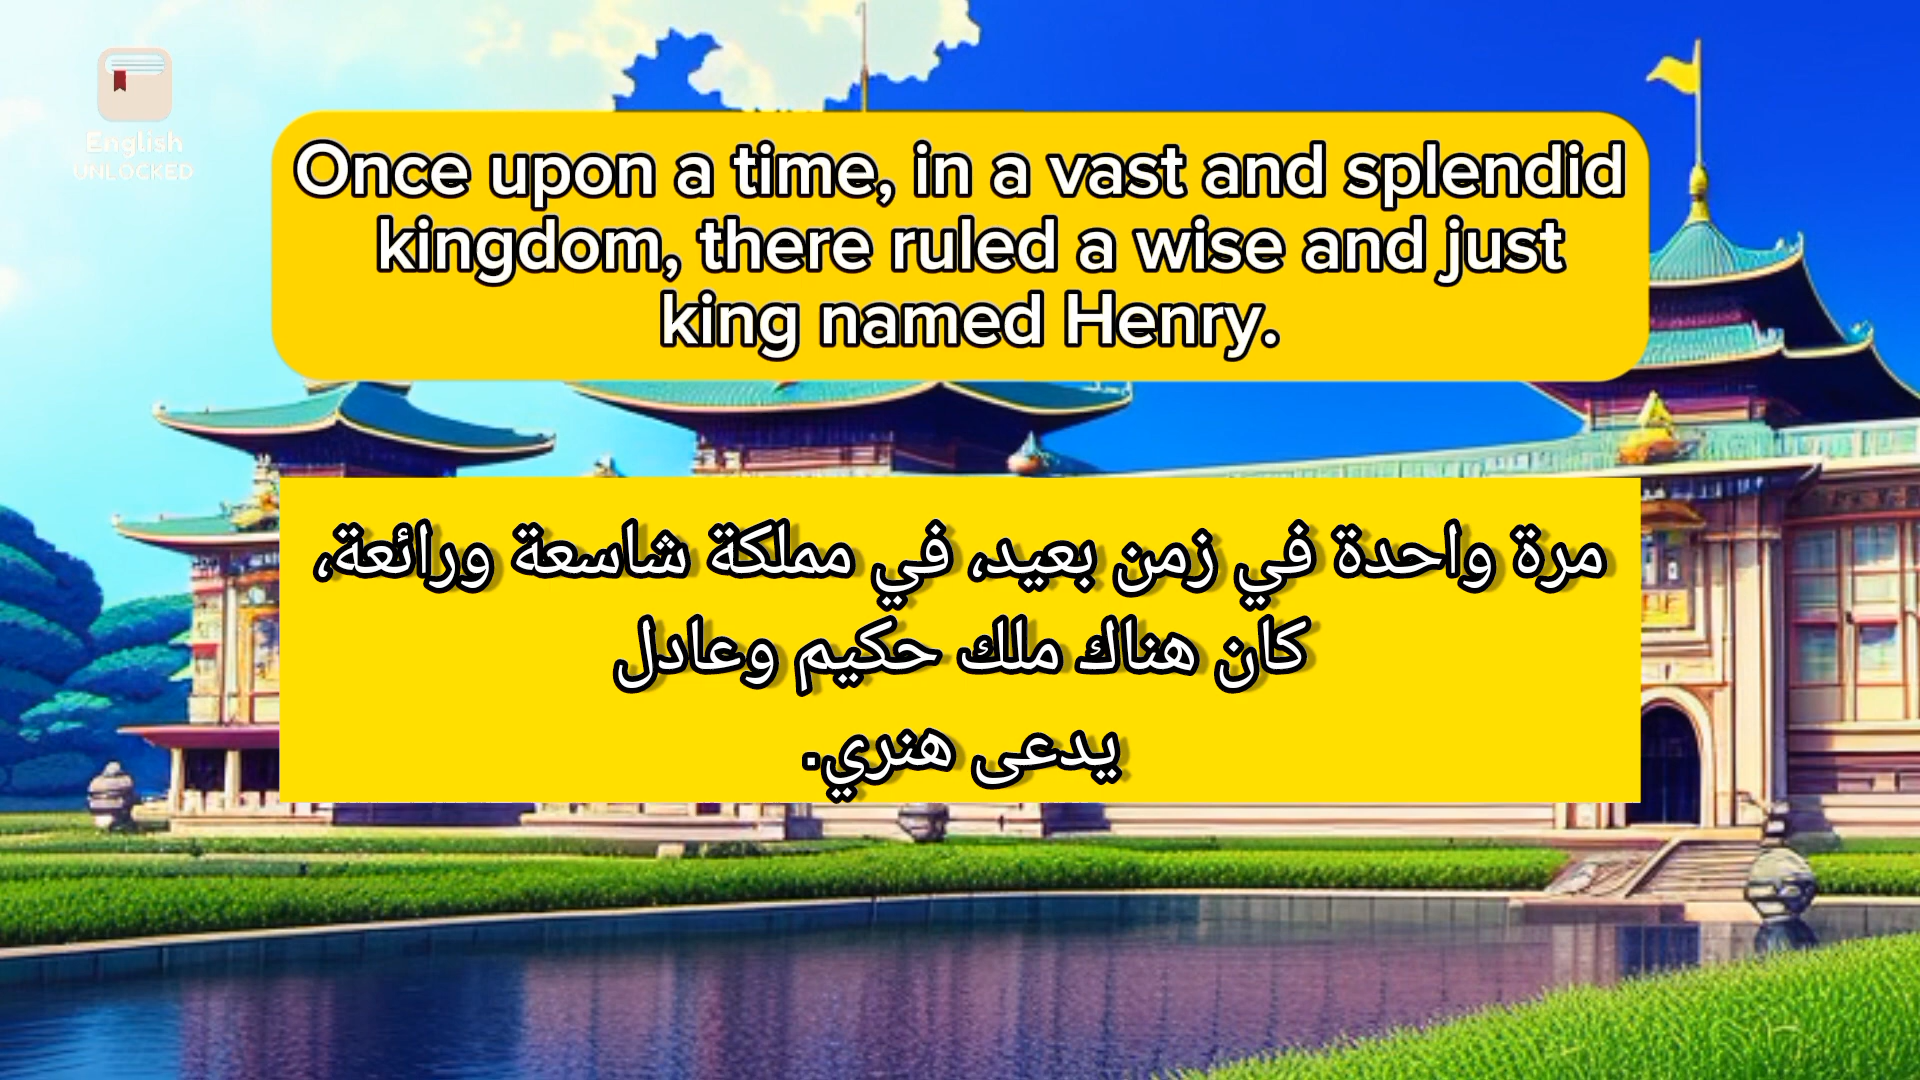 English
UNLOCKED
Once upon a time, in a vast and splendid
kingdom, there ruled a wise and just
king named Henry.
مرة واحدة في زمن بعيد، في مملكة شاسعة ورائعة،
كان هناك ملك حكيم وعادل
يدعى هنري.